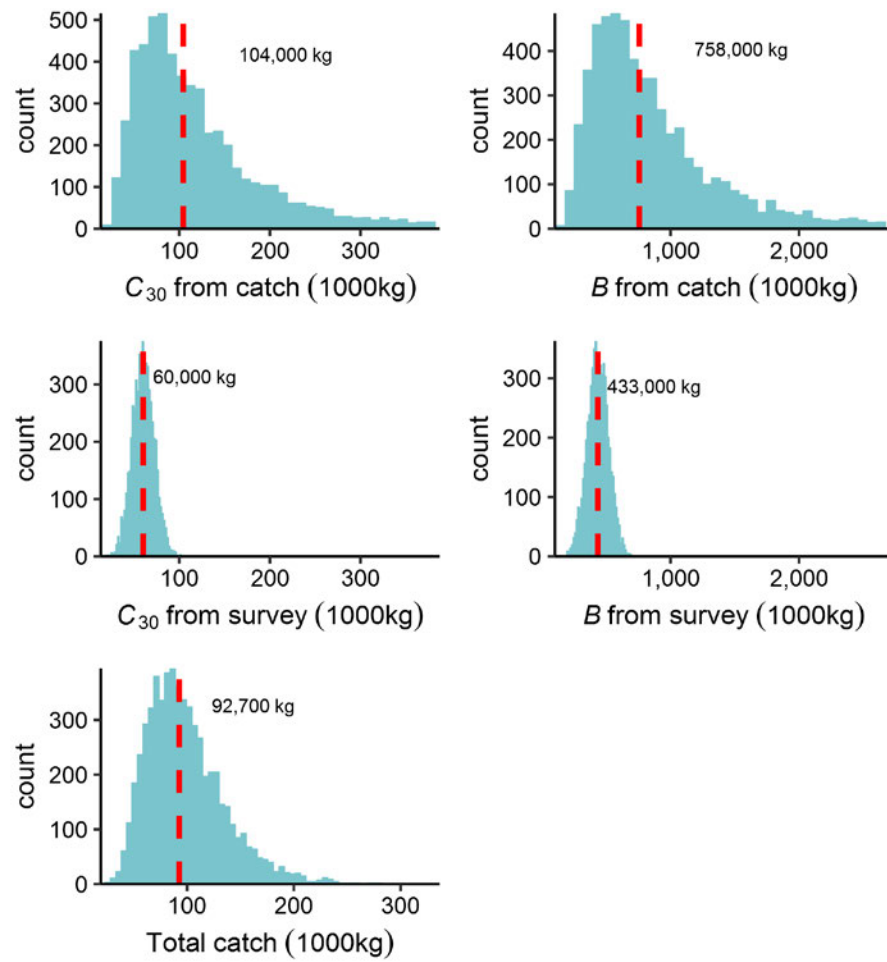 count
500
400
300
200
100
0
104,000 kg
100
200
300
C30 from catch (1000kg)
count
400
300
200
100
0
758,000 kg
1,000
2,000
B from catch (1000kg)
count
300
200
100
0
60,000 kg
100
200
300
C30 from survey (1000kg)
count
300
200
100
0
433,000 kg
1,000
2,000
B from survey (1000kg)
count
300
200
100
0
92,700 kg
100
200
300
Total catch (1000kg)